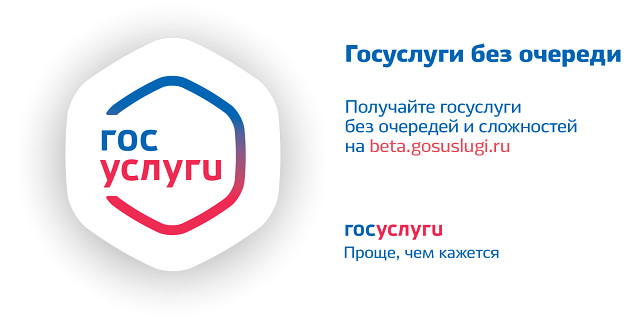 гос
услуги
Госуслуги без очереди
Получайте госуслуги
без очередей и сложностей
на beta.gosuslugi.ru
госуслуги
Проще, чем кажется